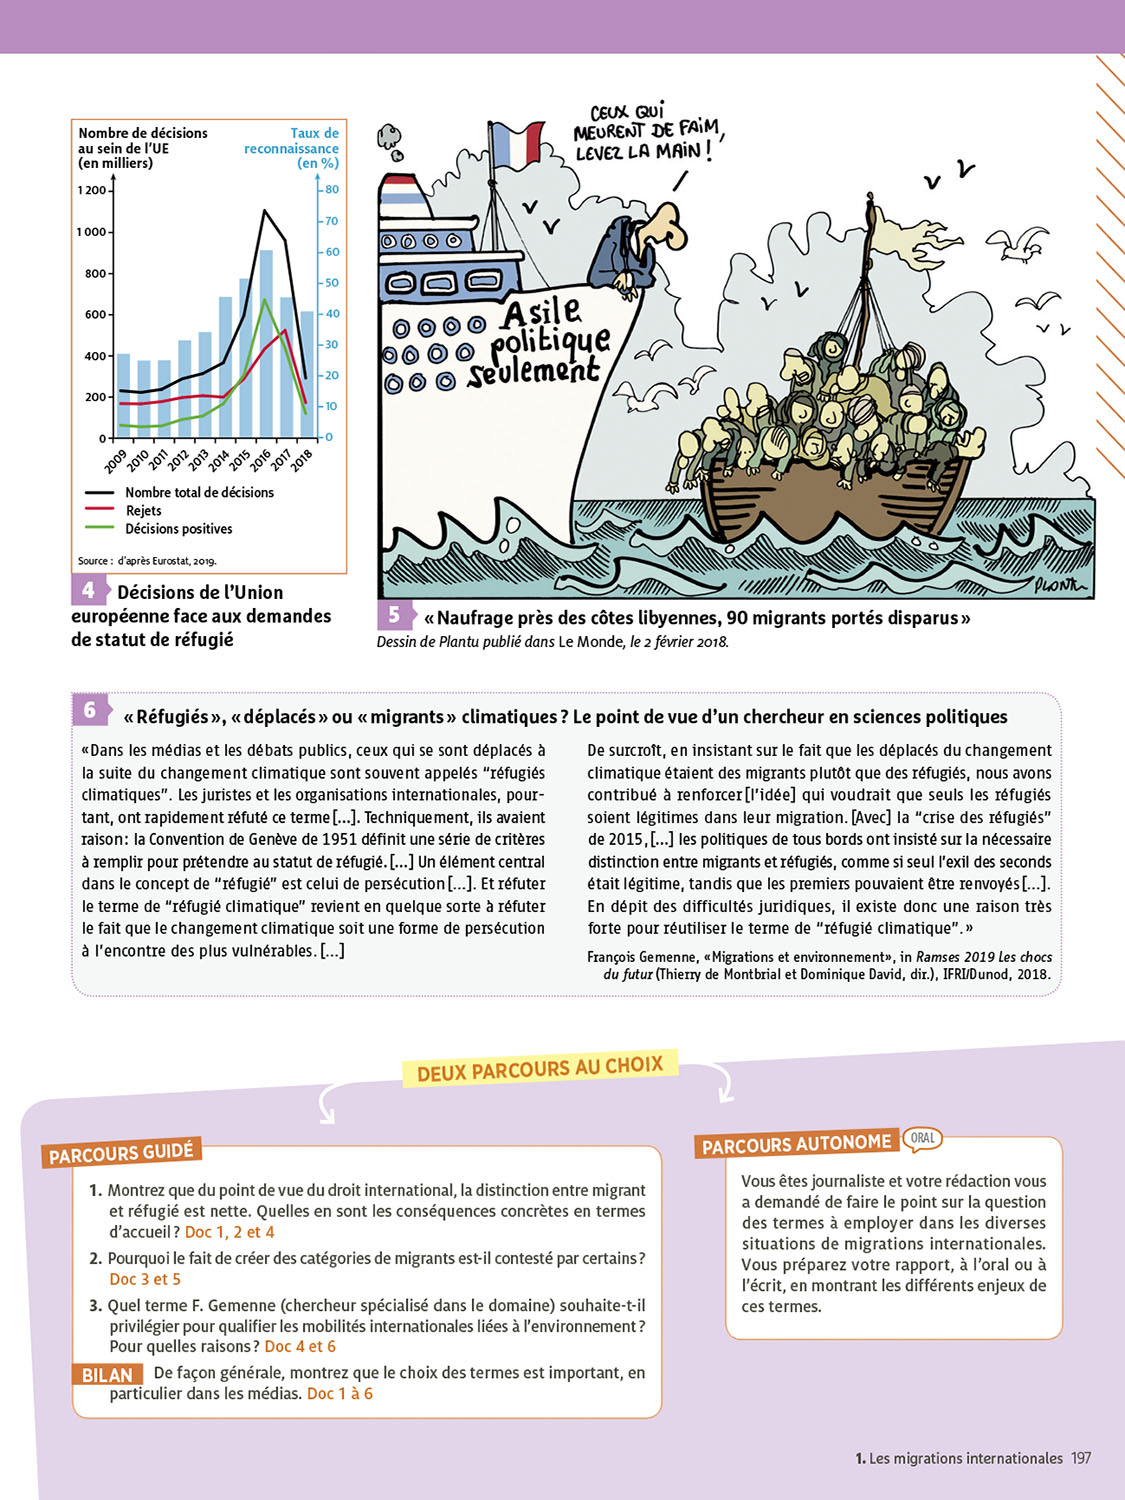 Nombre de décisions
au sein de l'UE
(en milliers)
Taux de
reconnaissance
(en %)
1 200
1 000
800
600
400
200
0
80
70
60
50
40
30
20
10
0
2009
2010
2011
2012
2013
2014
2015
2016
2017
2018
Nombre total de décisions
Rejets
Décisions positives
Source : d'après Eurostat, 2019.
4 Décisions de l'Union
européenne face aux demandes
de statut de réfugié
CEUX QUI
MEURENT DE FAIM,
LEVEZ LA MAIN !
Asile
politique
seulement
PLANTU
5 « Naufrage près des côtes libyennes, 90 migrants portés disparus »
Dessin de Plantu publié dans Le Monde, le 2 février 2018.
6 « Réfugiés », « déplacés » ou « migrants » climatiques ? Le point de vue d'un chercheur en sciences politiques
« Dans les médias et les débats publics, ceux qui se sont déplacés à
la suite du changement climatique sont souvent appelés “réfugiés
climatiques”. Les juristes et les organisations internationales, pour-
tant, ont rapidement réfuté ce terme [...]. Techniquement, ils avaient
raison : la Convention de Genève de 1951 définit une série de critères
à remplir pour prétendre au statut de réfugié. [...] Un élément central
dans le concept de “réfugié” est celui de persécution [...]. Et réfuter
le terme de “réfugié climatique” revient en quelque sorte à réfuter
le fait que le changement climatique soit une forme de persécution
à l'encontre des plus vulnérables. [...]
De surcroît, en insistant sur le fait que les déplacés du changement
climatique étaient des migrants plutôt que des réfugiés, nous avons
contribué à renforcer [l'idée] qui voudrait que seuls les réfugiés
soient légitimes dans leur migration. [Avec] la “crise des réfugiés”
de 2015, [...] les politiques de tous bords ont insisté sur la nécessaire
distinction entre migrants et réfugiés, comme si seul l'exil des seconds
était légitime, tandis que les premiers pouvaient être renvoyés [...].
En dépit des difficultés juridiques, il existe donc une raison très
forte pour réutiliser le terme de “réfugié climatique”. »
François Gemenne, « Migrations et environnement », in Ramses 2019 Les chocs
du futur (Thierry de Montbrial et Dominique David, dir.), IFRI/Dunod, 2018.
DEUX PARCOURS AU CHOIX
PARCOURS GUIDÉ
1. Montrez que du point de vue du droit international, la distinction entre migrant
et réfugié est nette. Quelles en sont les conséquences concrètes en termes
d'accueil ? Doc 1, 2 et 4
2. Pourquoi le fait de créer des catégories de migrants est-il contesté par certains ?
Doc 3 et 5
3. Quel terme F. Gemenne (chercheur spécialisé dans le domaine) souhaite-t-il
privilégier pour qualifier les mobilités internationales liées à l'environnement ?
Pour quelles raisons ? Doc 4 et 6
BILAN De façon générale, montrez que le choix des termes est important, en
particulier dans les médias. Doc 1 à 6
PARCOURS AUTONOME ORAL
Vous êtes journaliste et votre rédaction vous
a demandé de faire le point sur la question
des termes à employer dans les diverses
situations de migrations internationales.
Vous préparez votre rapport, à l'oral ou à
l'écrit, en montrant les différents enjeux de
ces termes.
1. Les migrations internationales 197